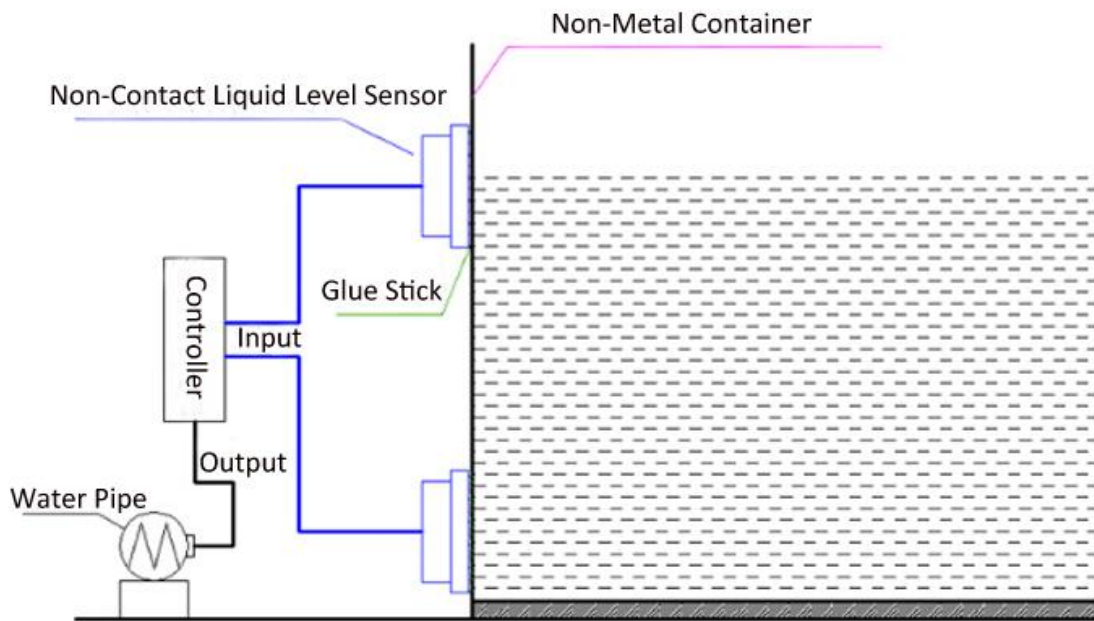 Non-Metal Container
Non-Contact Liquid Level Sensor
Glue Stick
Controller
Input
Output
Water Pipe